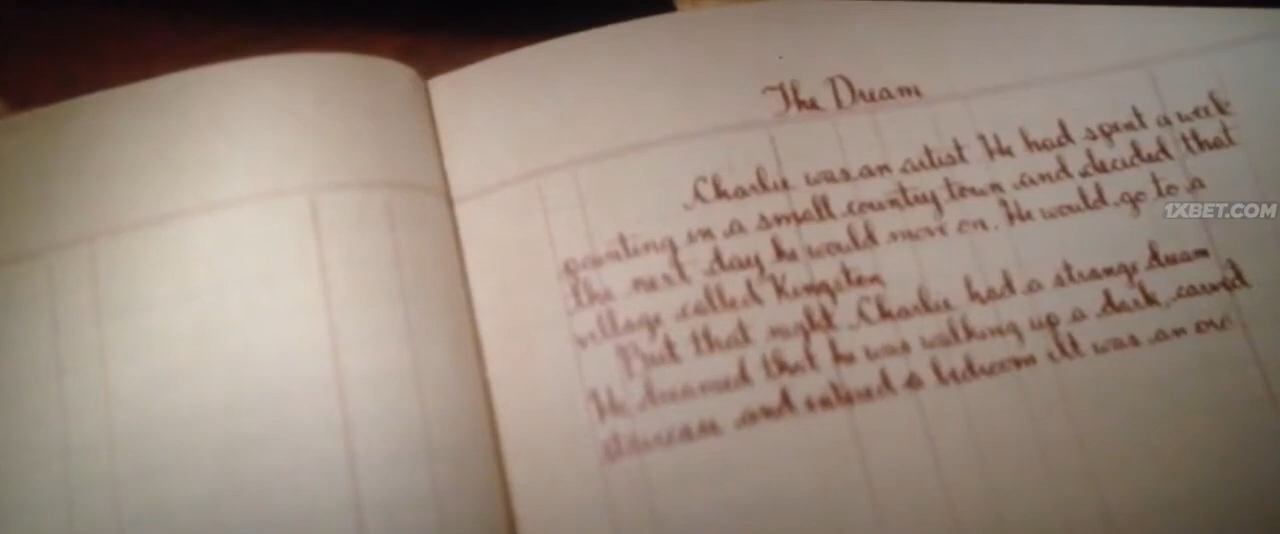 The Dream
Charlie was an artist He had spent a week
painting in a small country town and decided that
the next day he would move on. He would go to a
village called Kingston
But that night Charlie had a strange dream
He dreamed that he was walking up a dark, carved
staircase and entered a bedroom It was an
1XBET.COM